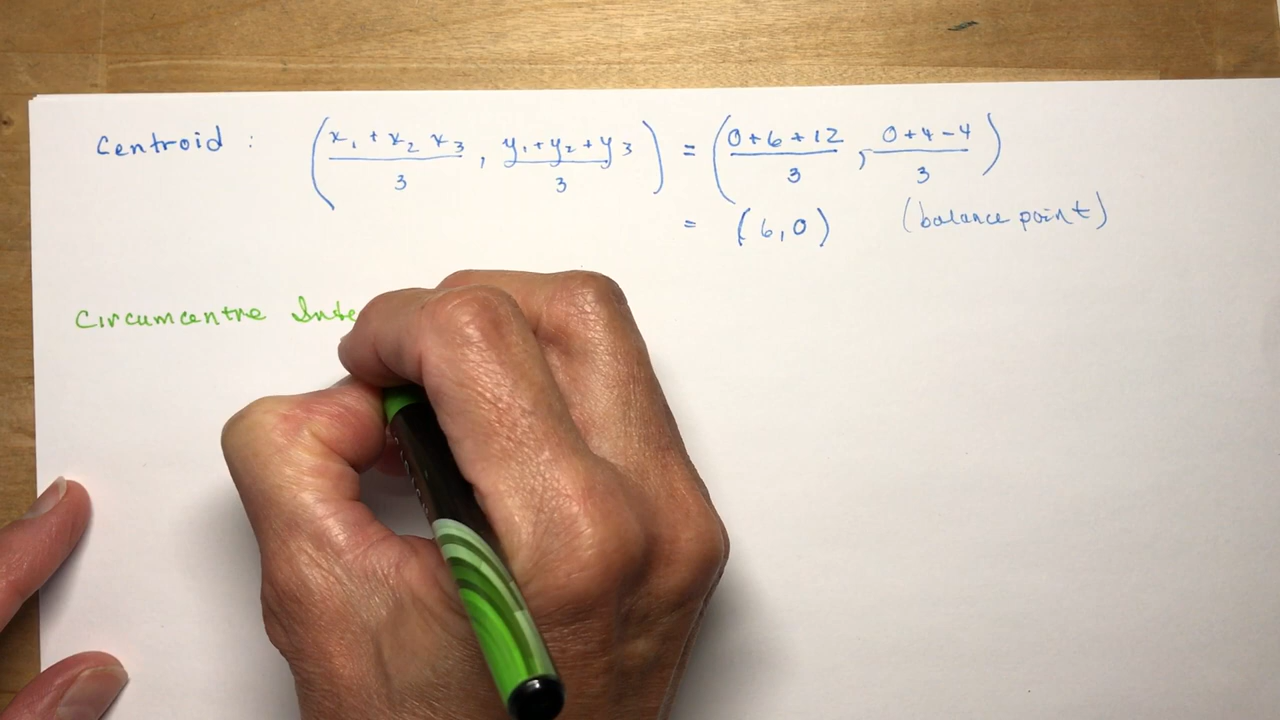 Centroid : ( x₁ + x₂ x₃ / 3 , y₁ + y₂ + y₃ / 3 ) = ( 0+6+12 / 3 , 0+4-4 / 3 )
= (6,0) (balance point)
Circumcentre Inte